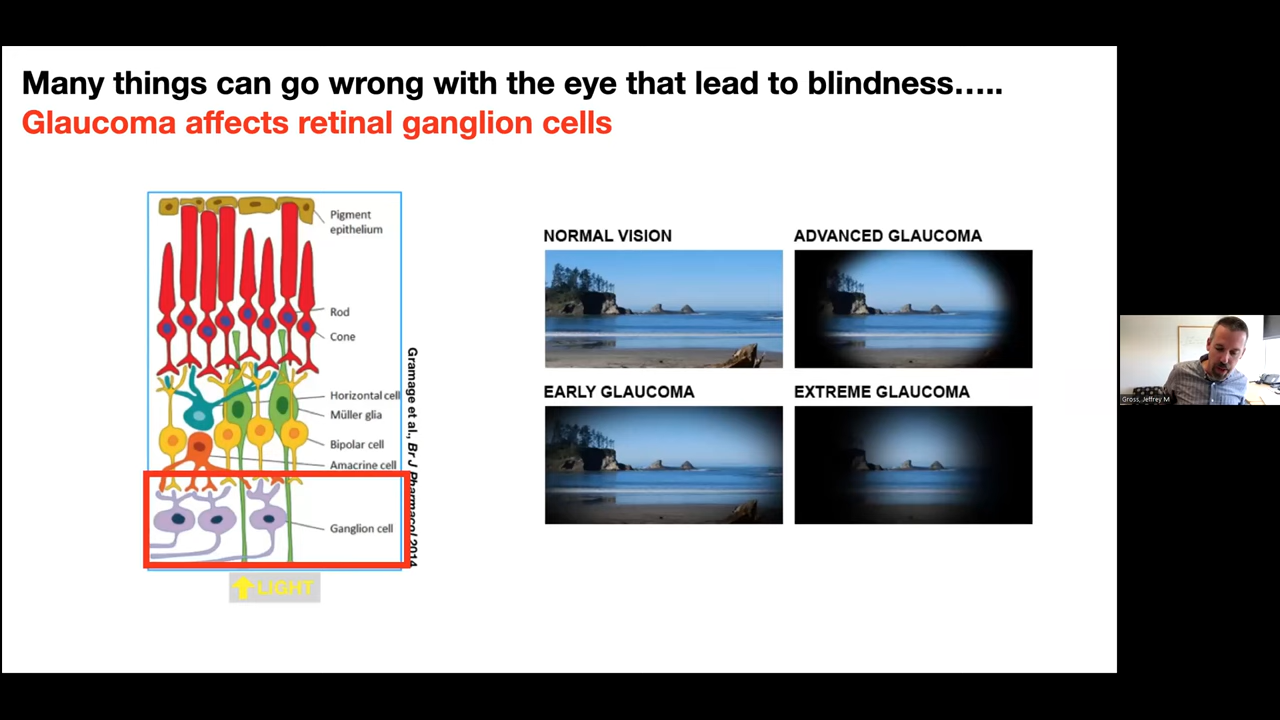 Many things can go wrong with the eye that lead to blindness.....
Glaucoma affects retinal ganglion cells
Pigment
epithelium
Rod
Cone
Horizontal cell
Müller glia
Bipolar cell
Amacrine cell
Ganglion cell
LIGHT
Gramage et al., Br J Pharmacol 2014
NORMAL VISION
ADVANCED GLAUCOMA
EARLY GLAUCOMA
EXTREME GLAUCOMA
Gross, Jeffrey M